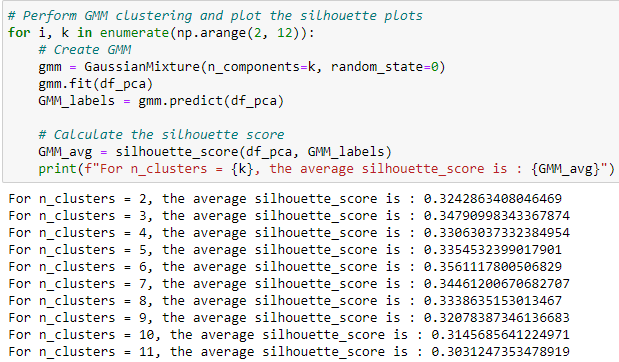 # Perform GMM clustering and plot the silhouette plots
for i, k in enumerate(np.arange(2, 12)):
    # Create GMM
    gmm = GaussianMixture(n_components=k, random_state=0)
    gmm.fit(df_pca)
    GMM_labels = gmm.predict(df_pca)

    # Calculate the silhouette score
    GMM_avg = silhouette_score(df_pca, GMM_labels)
    print(f"For n_clusters = {k}, the average silhouette_score is : {GMM_avg}")
For n_clusters = 2, the average silhouette_score is : 0.3242863408046469
For n_clusters = 3, the average silhouette_score is : 0.34790998343367874
For n_clusters = 4, the average silhouette_score is : 0.33063037332384954
For n_clusters = 5, the average silhouette_score is : 0.3354532399017901
For n_clusters = 6, the average silhouette_score is : 0.3561117800506829
For n_clusters = 7, the average silhouette_score is : 0.34461200670682707
For n_clusters = 8, the average silhouette_score is : 0.3338635153013467
For n_clusters = 9, the average silhouette_score is : 0.32078387346136683
For n_clusters = 10, the average silhouette_score is : 0.3145685641224971
For n_clusters = 11, the average silhouette_score is : 0.3031247353478919